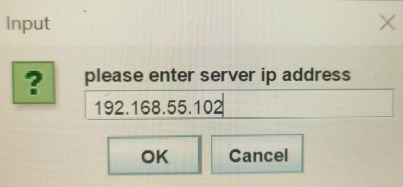 Input
?
please enter server ip address
192.168.55.102
OK
Cancel